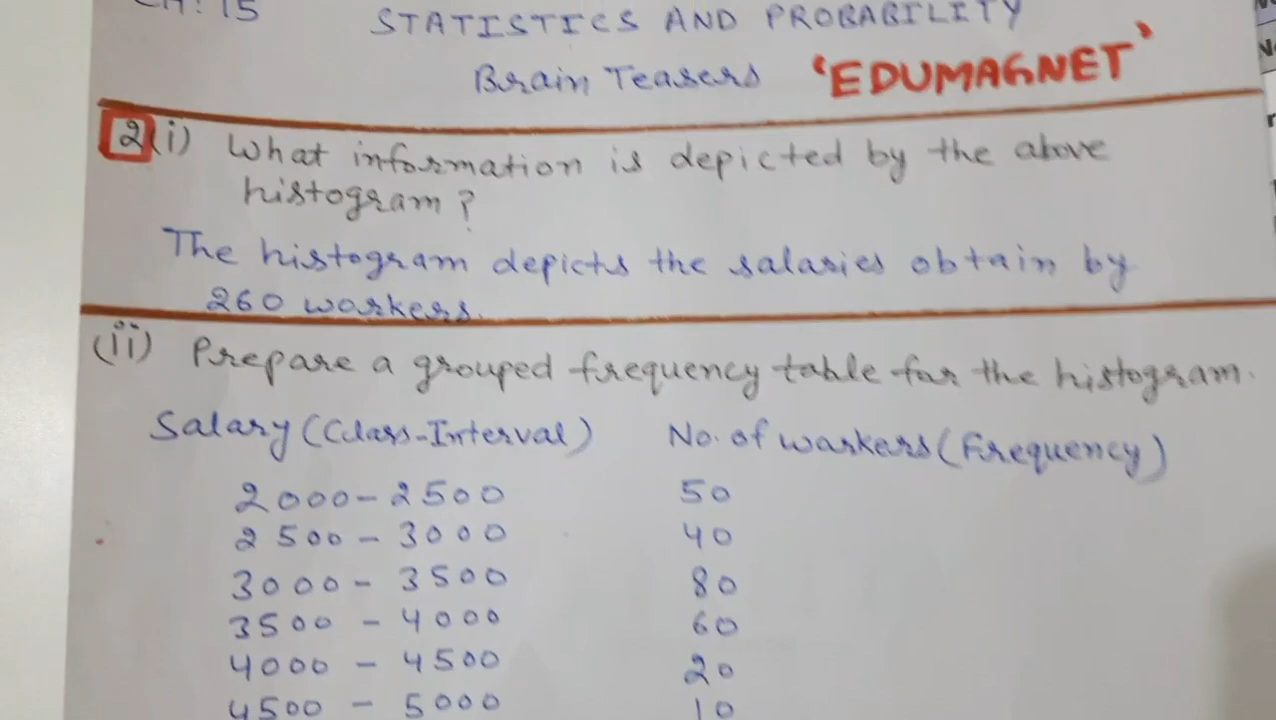 CH: 15
STATISTICS AND PROBABILITY
Brain Teasers 'EDUMAGNET'
2(i) What information is depicted by the above
histogram?
The histogram depicts the salaries obtain by
260 workers.
(ii) Prepare a grouped frequency table for the histogram.
Salary (Class-Interval) No. of workers (Frequency)
2000-2500 50
2500-3000 40
3000-3500 80
3500-4000 60
4000-4500 20
4500-5000 10